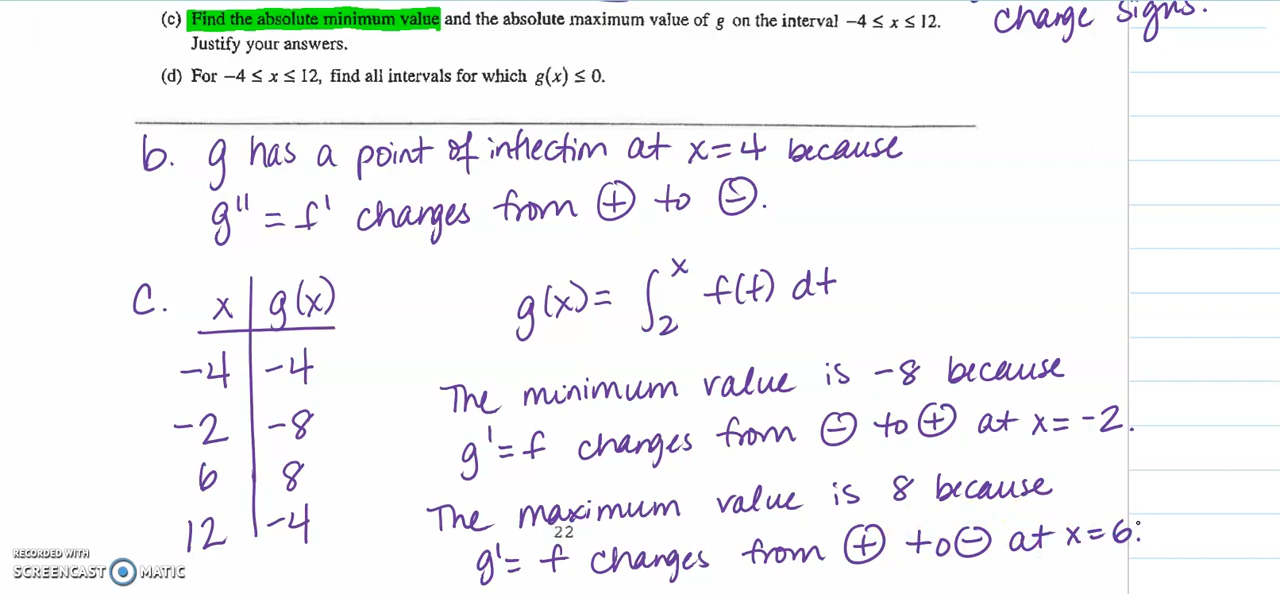 change signs.
(c) Find the absolute minimum value and the absolute maximum value of g on the interval −4 ≤ x ≤ 12.
Justify your answers.
(d) For −4 ≤ x ≤ 12, find all intervals for which g(x) ≤ 0.
b. g has a point of inflection at x=4 because
g'' = f' changes from ⊕ to ⊖.
C. x | g(x)
-4 | -4
-2 | -8
6 | 8
12 | -4
g(x) = ∫₂ˣ f(t) dt
The minimum value is -8 because
g' = f changes from ⊖ to ⊕ at x = -2.
The maximum value is 8 because
22
g' = f changes from ⊕ to ⊖ at x = 6.
RECORDED WITH
SCREENCAST MATIC